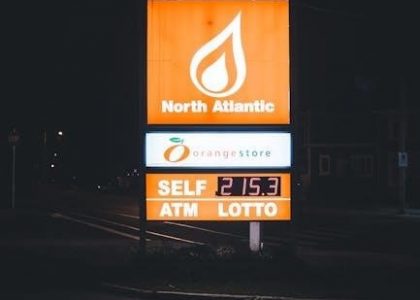 North Atlantic
orangestore
SELF 215.3
ATM LOTTO